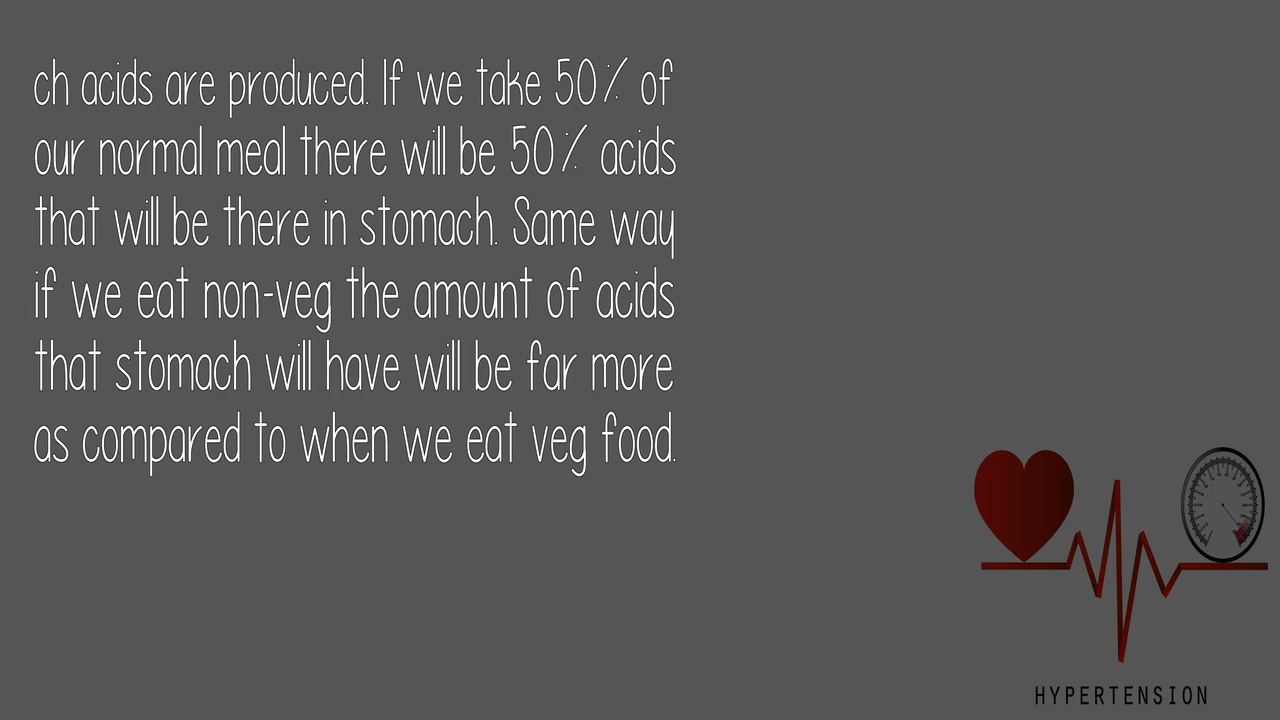 ch acids are produced. If we take 50% of
our normal meal there will be 50% acids
that will be there in stomach. Same way
if we eat non-veg the amount of acids
that stomach will have will be far more
as compared to when we eat veg food.
HYPERTENSION